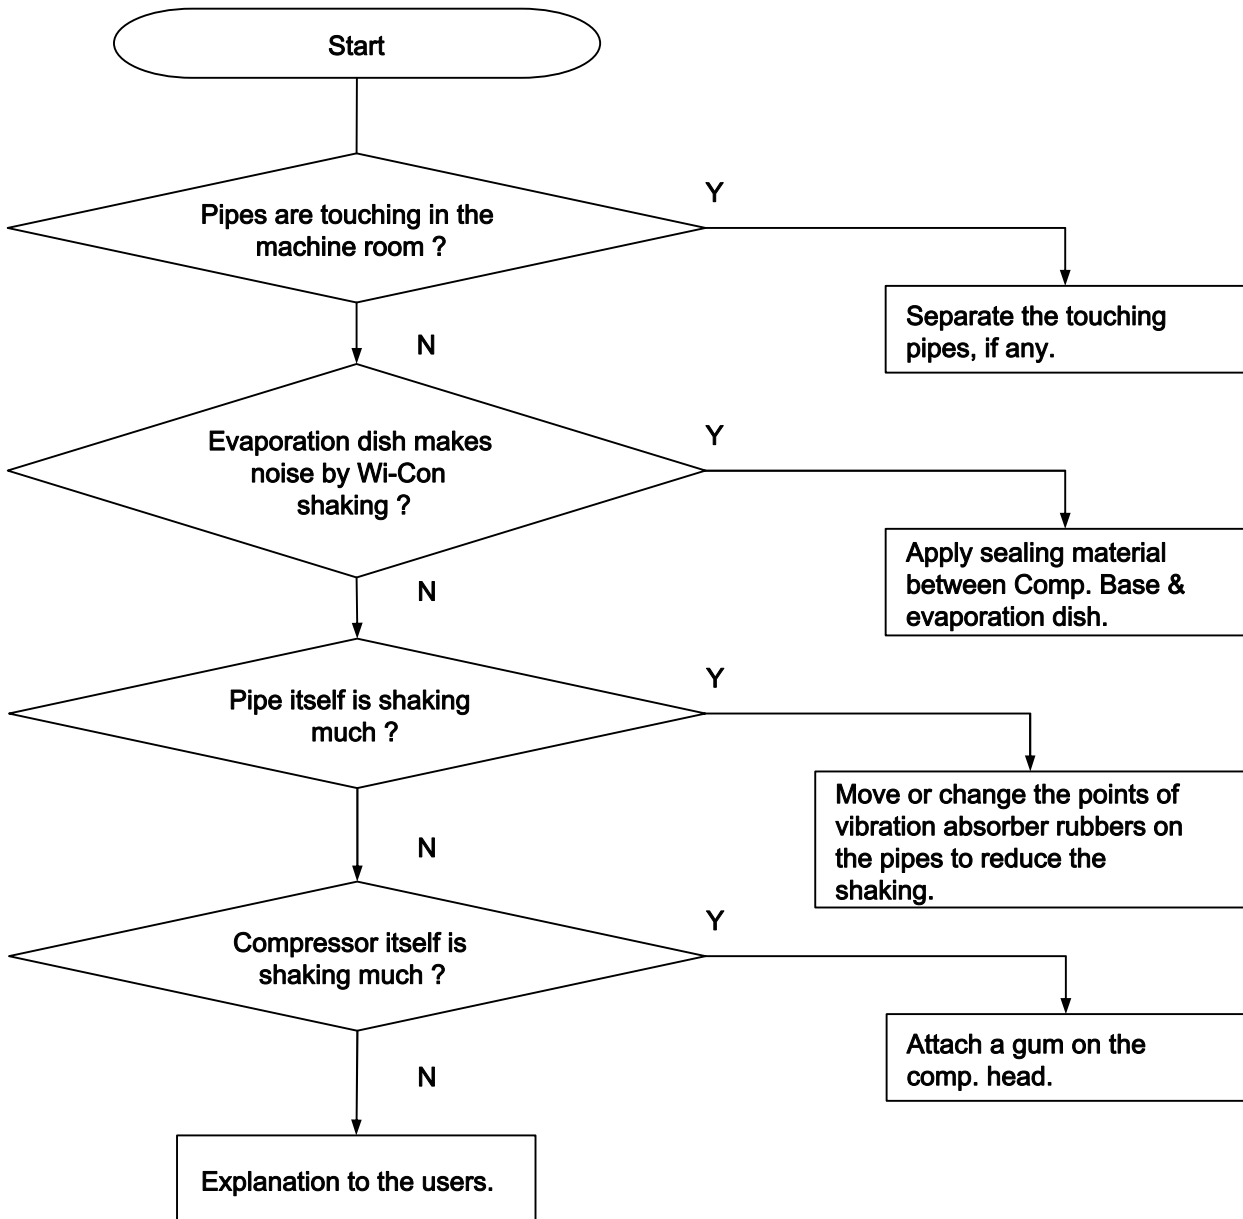 Start
Pipes are touching in the
machine room ?
Y
Separate the touching
pipes, if any.
N
Evaporation dish makes
noise by Wi-Con
shaking ?
Y
Apply sealing material
between Comp. Base &
evaporation dish.
N
Pipe itself is shaking
much ?
Y
Move or change the points of
vibration absorber rubbers on
the pipes to reduce the
shaking.
N
Compressor itself is
shaking much ?
Y
Attach a gum on the
comp. head.
N
Explanation to the users.